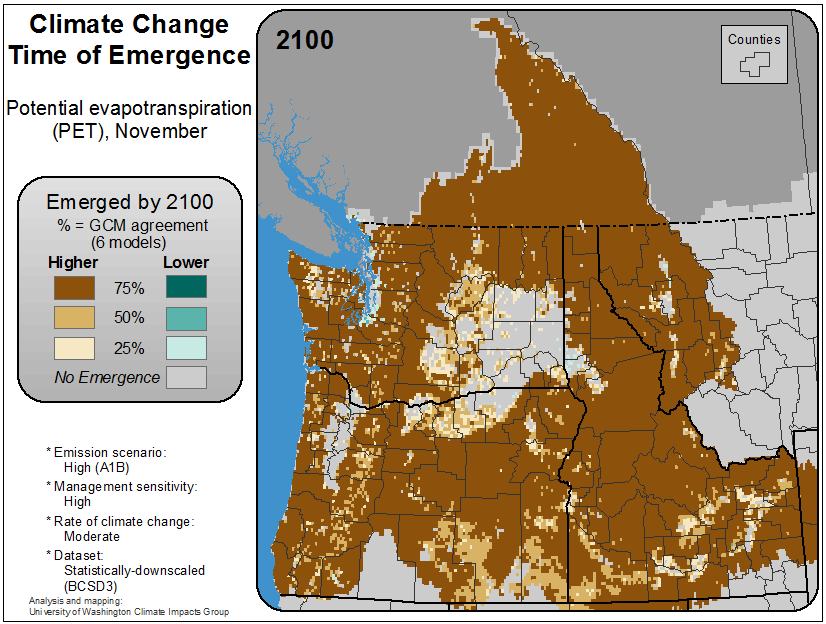 Climate Change
Time of Emergence
Potential evapotranspiration
(PET), November
Emerged by 2100
% = GCM agreement
(6 models)
Higher Lower
75%
50%
25%
No Emergence
* Emission scenario:
High (A1B)
* Management sensitivity:
High
* Rate of climate change:
Moderate
* Dataset:
Statistically-downscaled
(BCSD3)
Analysis and mapping:
University of Washington Climate Impacts Group
2100
Counties